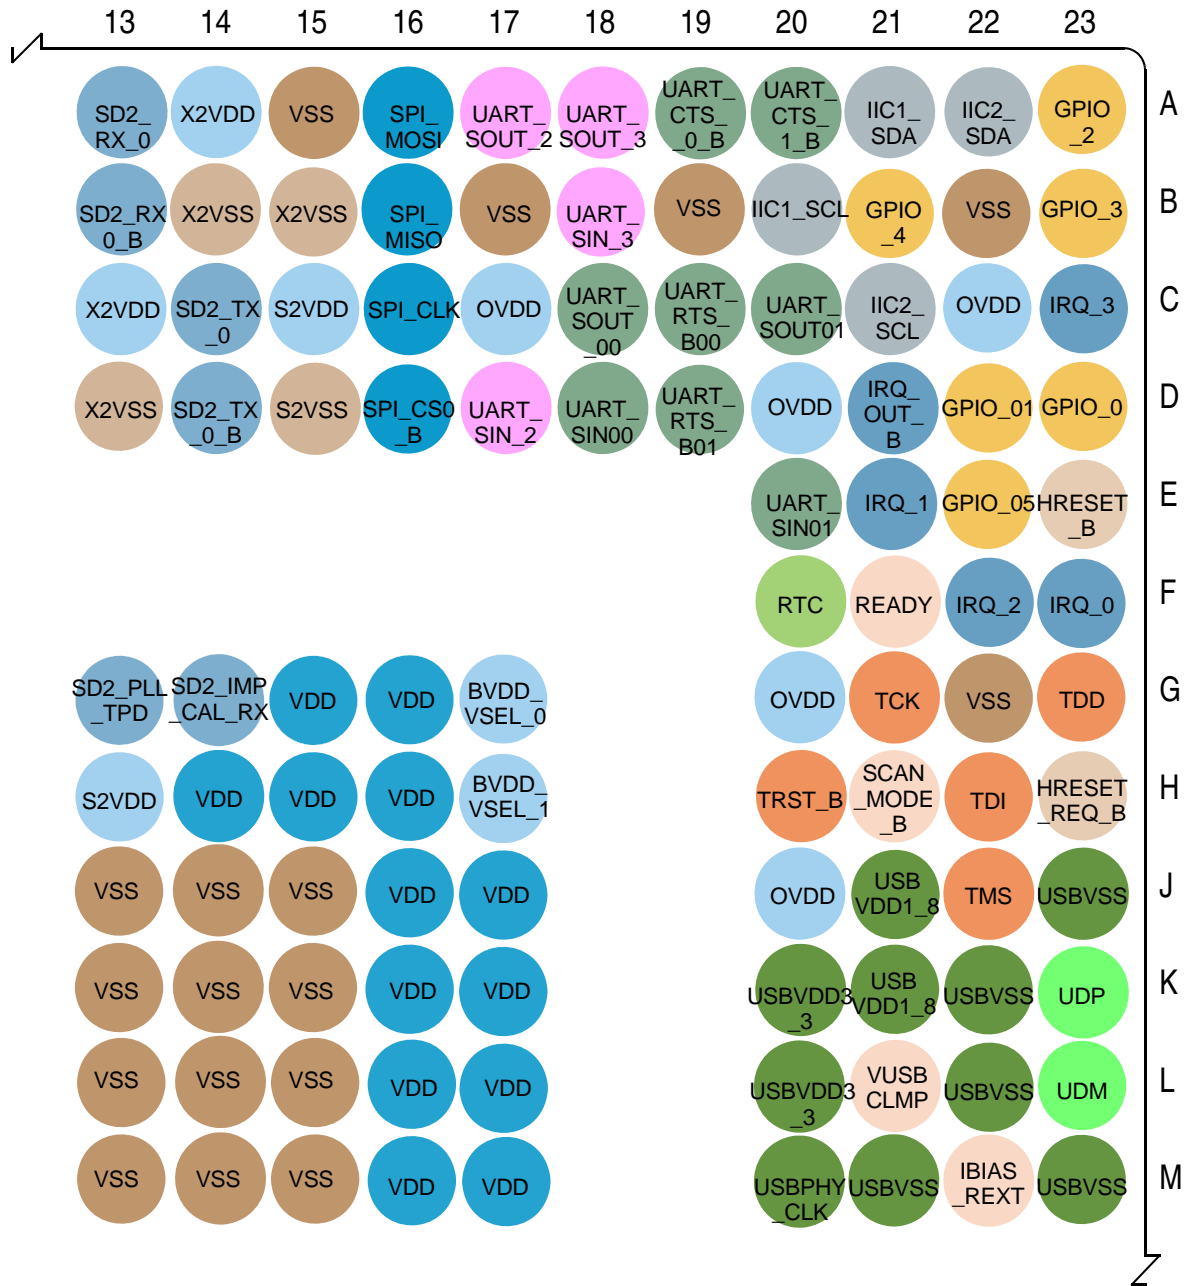 13 14 15 16 17 18 19 20 21 22 23
SD2_
RX_0
X2VDD
VSS
SPI_
MOSI
UART_
SOUT_2
UART_
SOUT_3
UART_
CTS_
_0_B
UART_
CTS_
1_B
IIC1_
SDA
IIC2_
SDA
GPIO
_2
A
SD2_RX
0_B
X2VSS
X2VSS
SPI_
MISO
VSS
UART_
SIN_3
VSS
IIC1_SCL
GPIO
_4
VSS
GPIO_3
B
X2VDD
SD2_TX
_0
S2VDD
SPI_CLK
OVDD
UART_
SOUT
_00
UART_
RTS_
B00
UART_
SOUT01
IIC2_
SCL
OVDD
IRQ_3
C
X2VSS
SD2_TX
_0_B
S2VSS
SPI_CS0
_B
UART_
SIN_2
UART_
SIN00
UART_
RTS_
B01
OVDD
IRQ_
OUT_
B
GPIO_01
GPIO_0
D
UART_
SIN01
IRQ_1
GPIO_05
HRESET
_B
E
RTC
READY
IRQ_2
IRQ_0
F
SD2_PLL
_TPD
SD2_IMP
_CAL_RX
VDD
VDD
BVDD_
VSEL_0
OVDD
TCK
VSS
TDD
G
S2VDD
VDD
VDD
VDD
BVDD_
VSEL_1
TRST_B
SCAN
_MODE
_B
TDI
HRESET
_REQ_B
H
VSS
VSS
VSS
VDD
VDD
OVDD
USB
VDD1_8
TMS
USBVSS
J
VSS
VSS
VSS
VDD
VDD
USBVDD3
_3
USB
VDD1_8
USBVSS
UDP
K
VSS
VSS
VSS
VDD
VDD
USBVDD3
_3
VUSB
CLMP
USBVSS
UDM
L
VSS
VSS
VSS
VDD
VDD
USBPHY
_CLK
USBVSS
IBIAS
_REXT
USBVSS
M